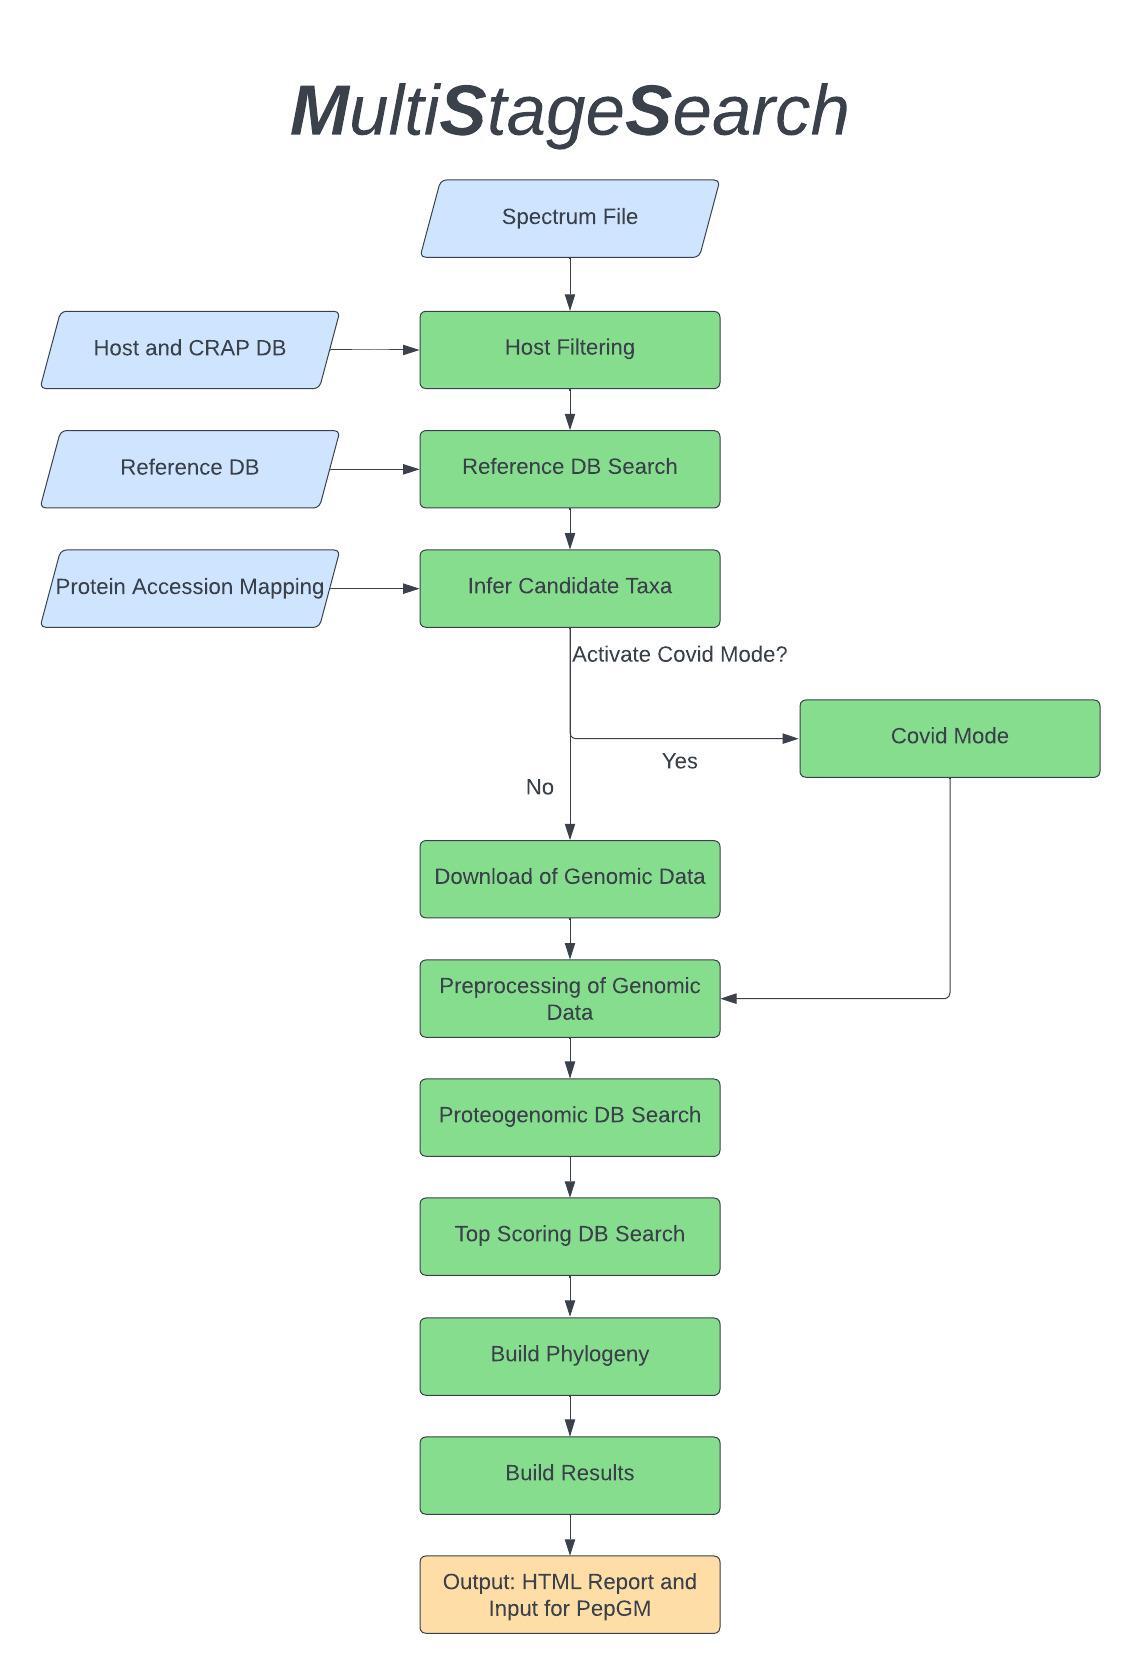 MultiStageSearch
Spectrum File
Host and CRAP DB
Host Filtering
Reference DB
Reference DB Search
Protein Accession Mapping
Infer Candidate Taxa
Activate Covid Mode?
Covid Mode
Yes
No
Download of Genomic Data
Preprocessing of Genomic
Data
Proteogenomic DB Search
Top Scoring DB Search
Build Phylogeny
Build Results
Output: HTML Report and
Input for PepGM